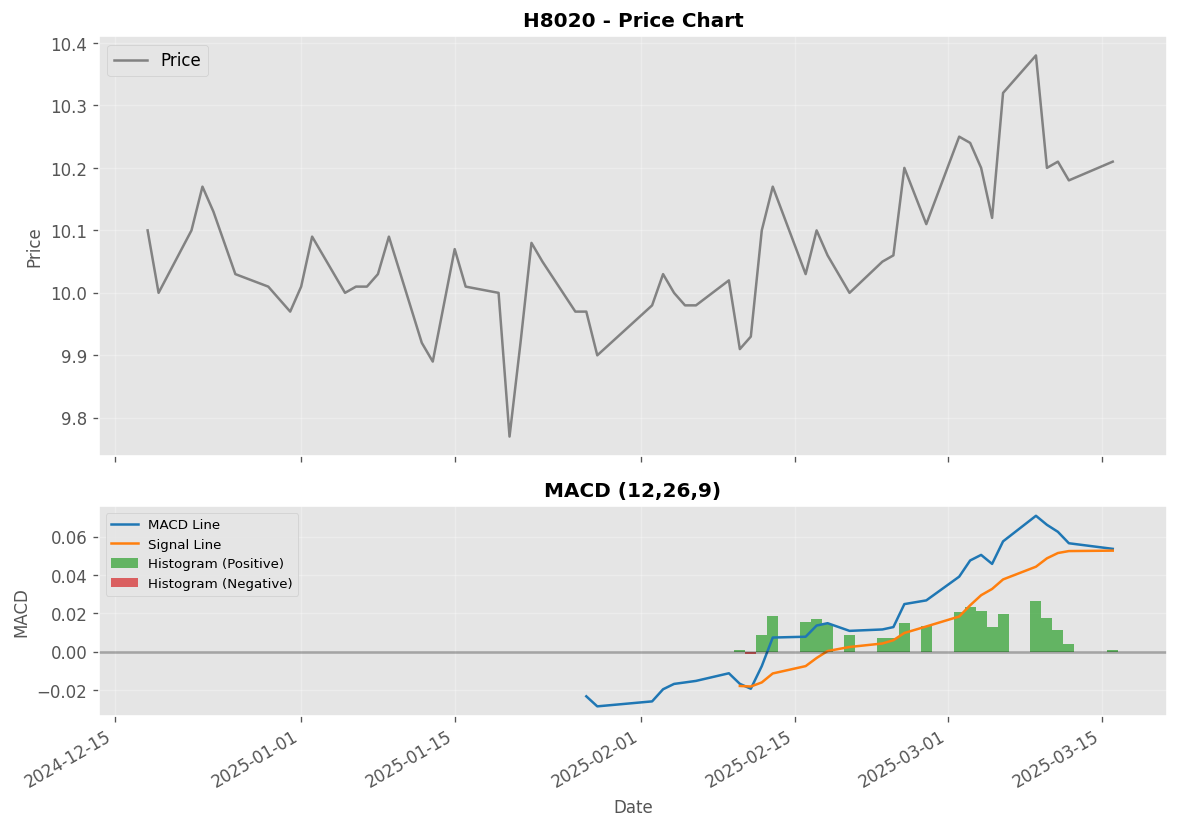 H8020 - Price Chart
10.4
10.3
10.2
10.1
10.0
9.9
9.8
Price
Price
MACD (12,26,9)
0.06
0.04
0.02
0.00
−0.02
MACD
MACD Line
Signal Line
Histogram (Positive)
Histogram (Negative)
2024-12-15
2025-01-01
2025-01-15
2025-02-01
2025-02-15
2025-03-01
2025-03-15
Date